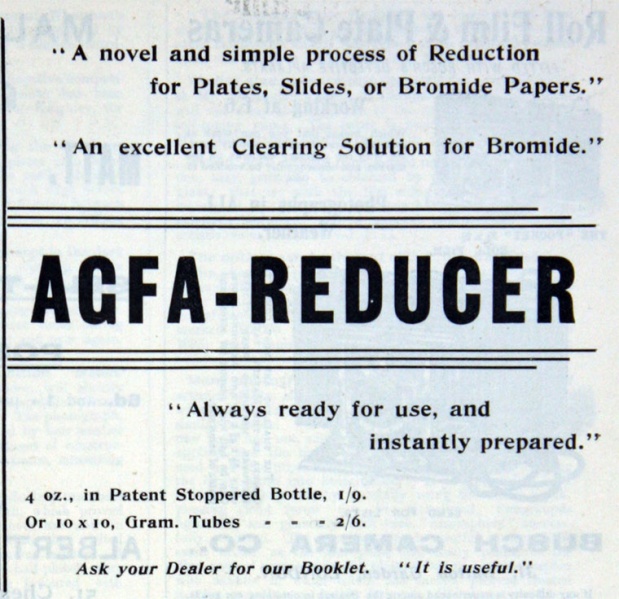 "A novel and simple process of Reduction
for Plates, Slides, or Bromide Papers."
"An excellent Clearing Solution for Bromide."
AGFA-REDUCER
"Always ready for use, and
instantly prepared."
4 oz., in Patent Stoppered Bottle, 1/9.
Or 10 x 10, Gram. Tubes - - 2/6.
Ask your Dealer for our Booklet. "It is useful."